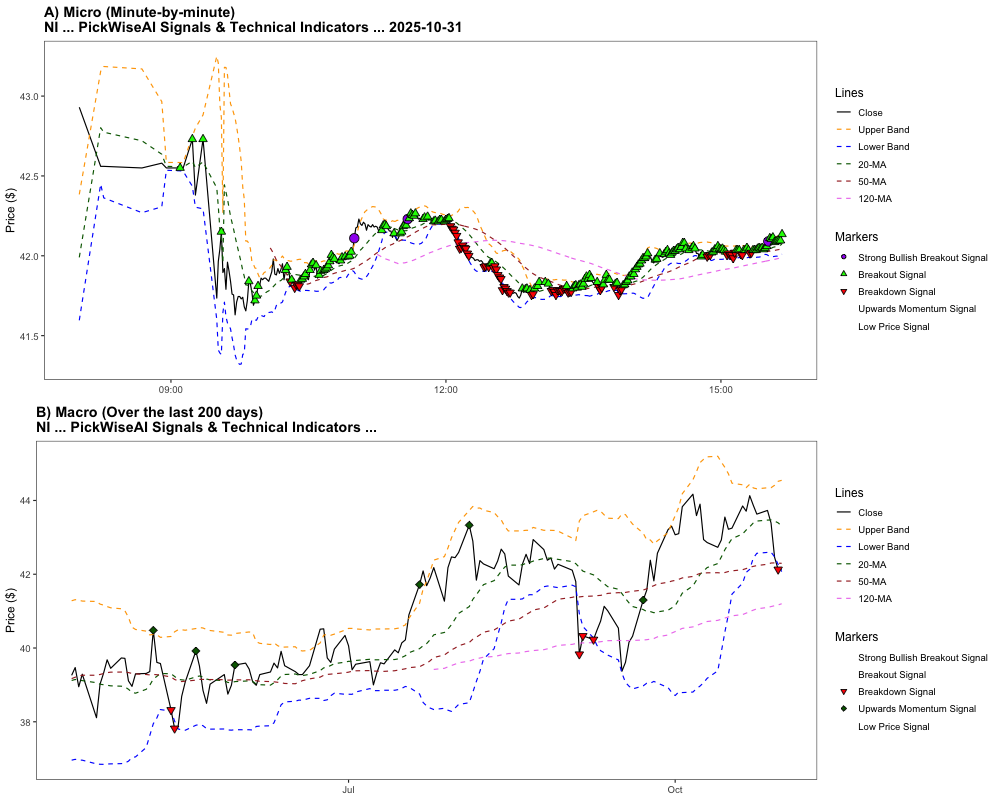 A) Micro (Minute-by-minute)
NI ... PickWiseAI Signals & Technical Indicators ... 2025-10-31
Price ($)
43.0
42.5
42.0
41.5
09:00
12:00
15:00
Lines
Close
Upper Band
Lower Band
20-MA
50-MA
120-MA
Markers
Strong Bullish Breakout Signal
Breakout Signal
Breakdown Signal
Upwards Momentum Signal
Low Price Signal
B) Macro (Over the last 200 days)
NI ... PickWiseAI Signals & Technical Indicators ...
Price ($)
44
42
40
38
Jul
Oct
Lines
Close
Upper Band
Lower Band
20-MA
50-MA
120-MA
Markers
Strong Bullish Breakout Signal
Breakout Signal
Breakdown Signal
Upwards Momentum Signal
Low Price Signal